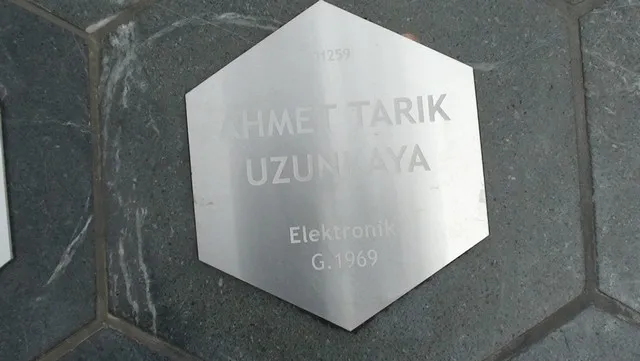 11259
AHMET TARIK
UZUNKAYA
Elektronik
G.1969